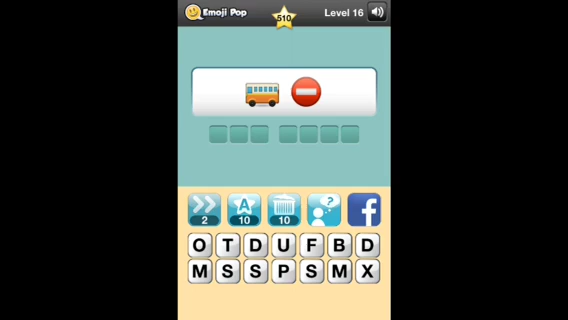 Emoji Pop
510
Level 16
2
A
10
10
?
f
O T D U F B D
M S S P S M X